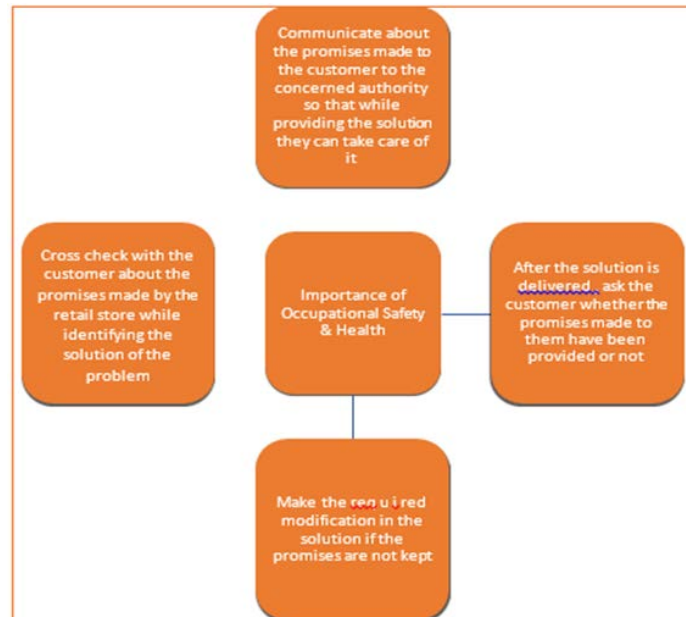 Communicate about
the promises made to
the customer to the
concerned authority
so that while
providing the solution
they can take care of
it
Cross check with the
customer about the
promises made by the
retail store while
identifying the
solution of the
problem
Importance of
Occupational Safety
& Health
After the solution is
delivered, ask the
customer whether the
promises made to
them have been
provided or not
Make the requ i red
modification in the
solution if the
promises are not kept